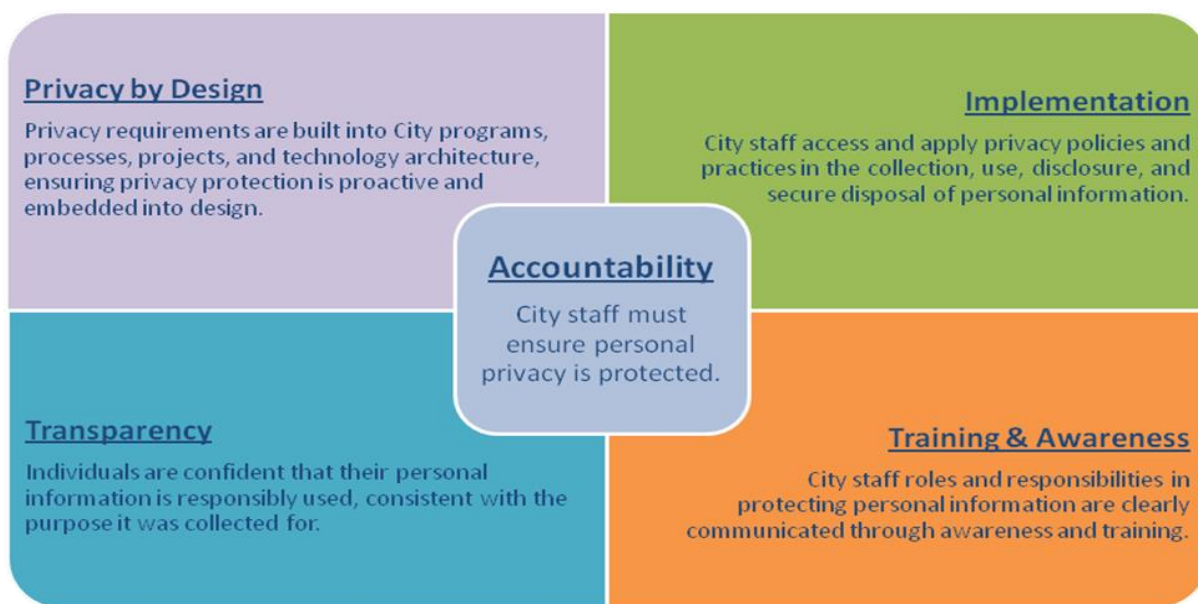 Privacy by Design
Privacy requirements are built into City programs,
processes, projects, and technology architecture,
ensuring privacy protection is proactive and
embedded into design.
Implementation
City staff access and apply privacy policies and
practices in the collection, use, disclosure, and
secure disposal of personal information.
Accountability
City staff must
ensure personal
privacy is protected.
Transparency
Individuals are confident that their personal
information is responsibly used, consistent with the
purpose it was collected for.
Training & Awareness
City staff roles and responsibilities in
protecting personal information are clearly
communicated through awareness and training.